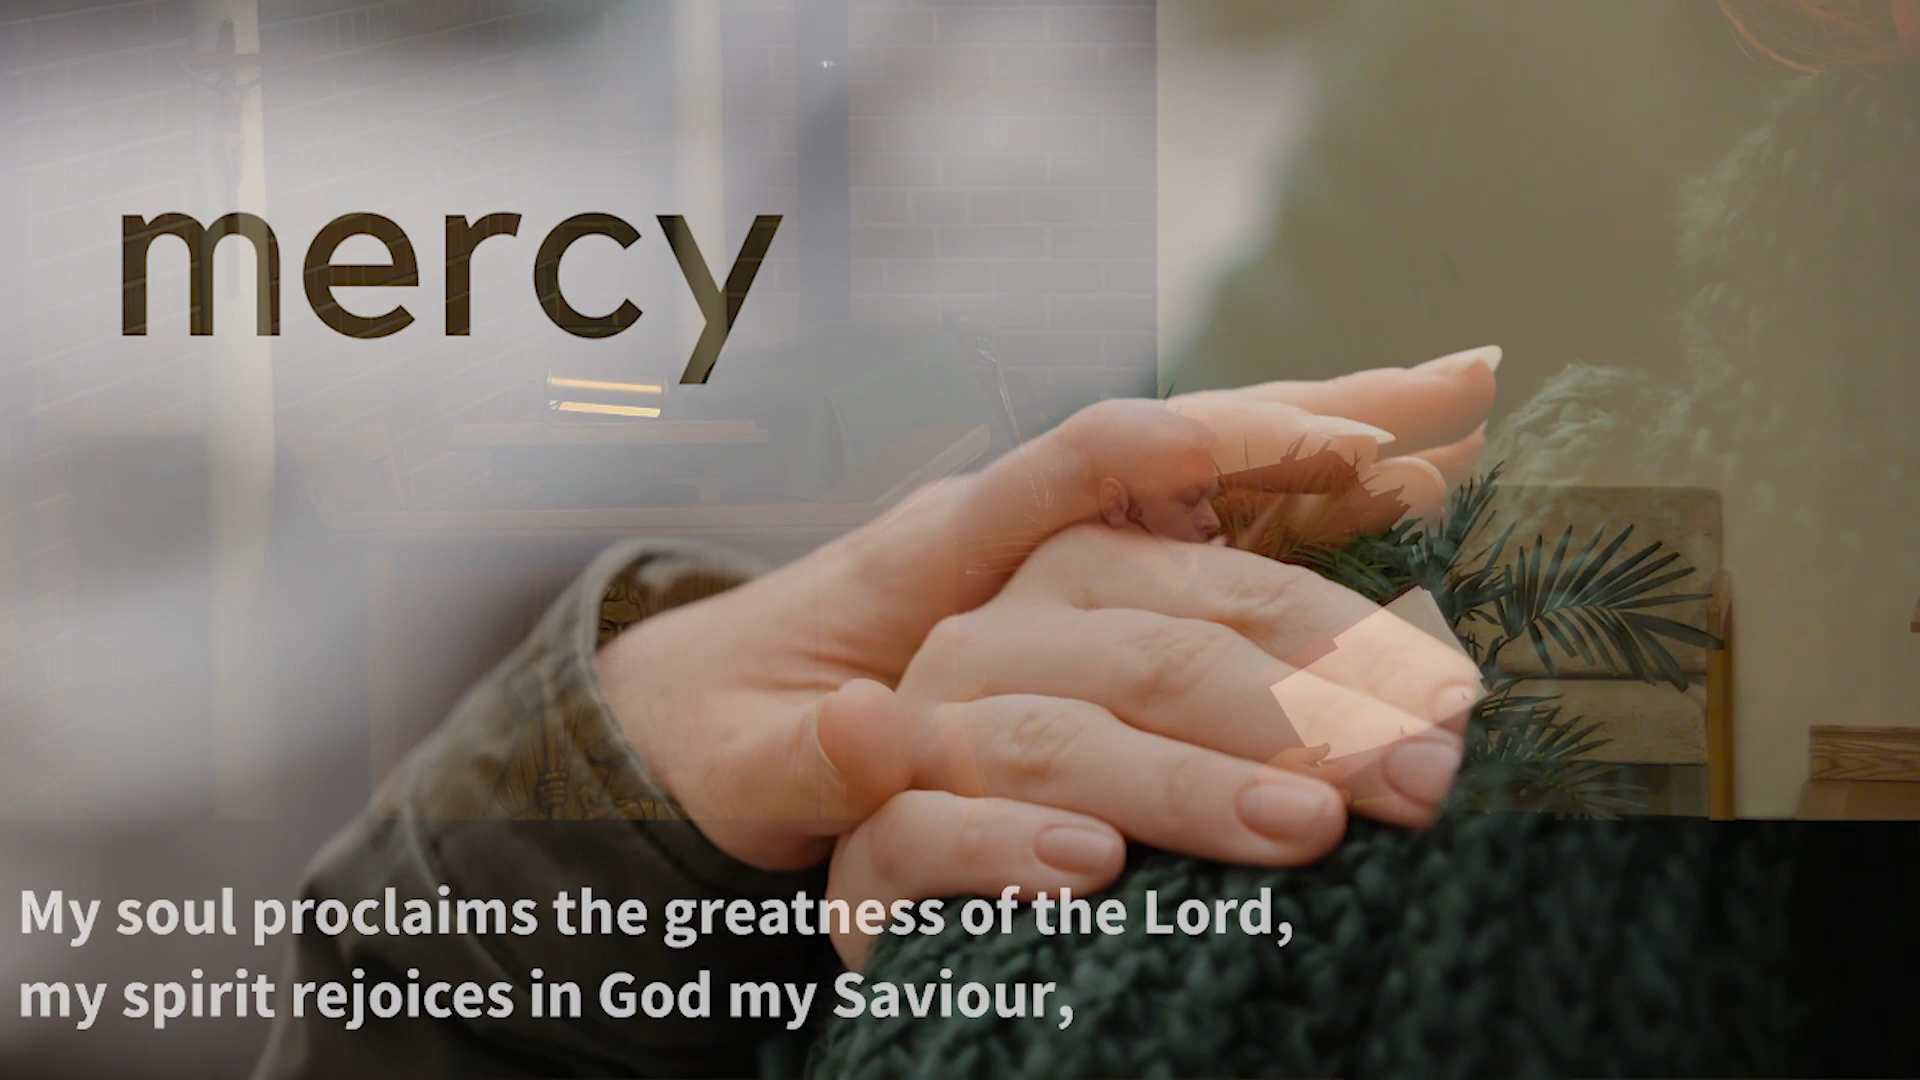 mercy
My soul proclaims the greatness of the Lord,
my spirit rejoices in God my Saviour,